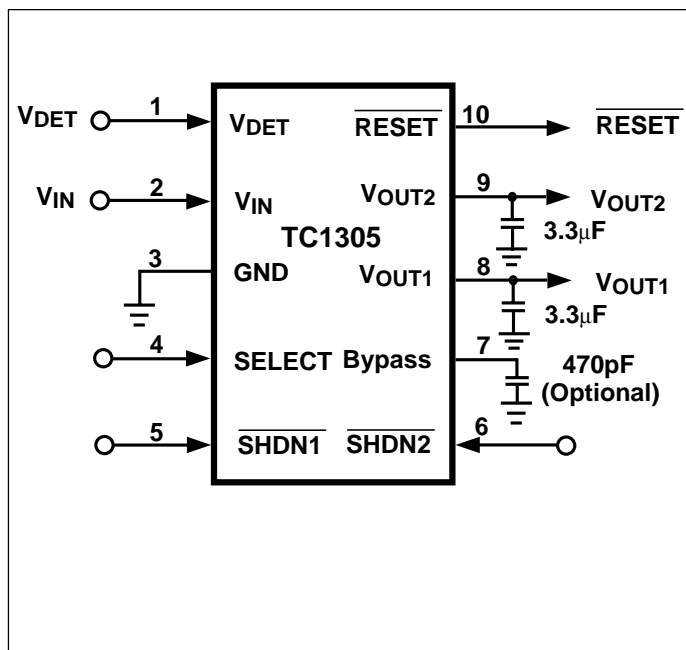 VDET 1 VDET RESET 10 RESET
VIN 2 VIN VOUT2 9 VOUT2
3.3μF
TC1305
3 GND VOUT1 8 VOUT1
3.3μF
4 SELECT Bypass 7 470pF
(Optional)
5 SHDN1 SHDN2 6